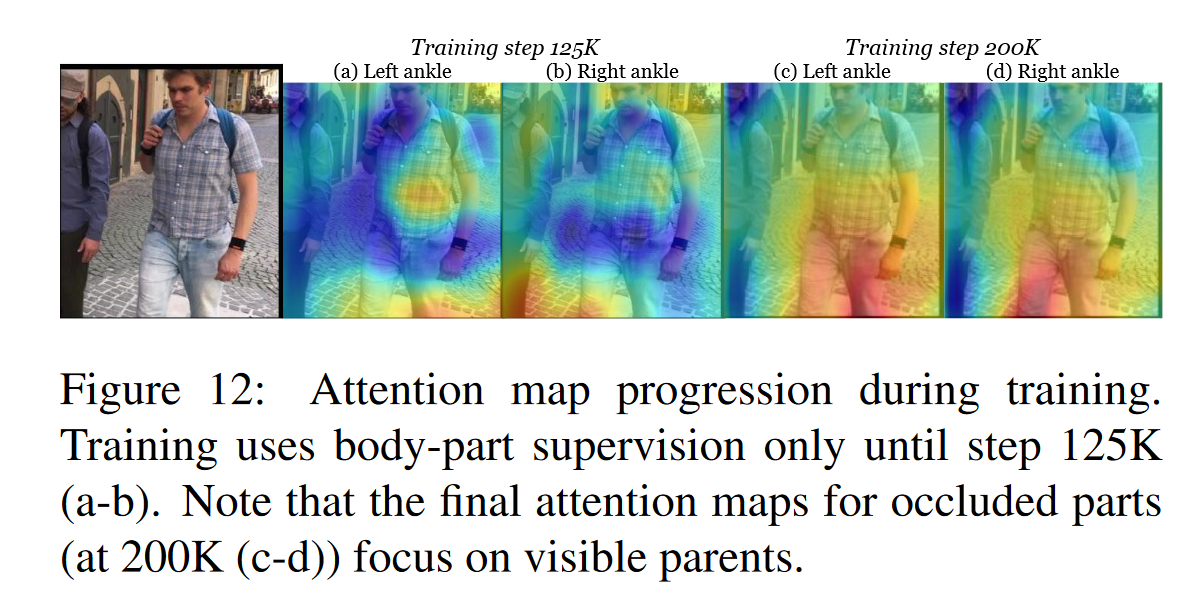 Training step 125K Training step 200K
(a) Left ankle (b) Right ankle (c) Left ankle (d) Right ankle
Figure 12: Attention map progression during training.
Training uses body-part supervision only until step 125K
(a-b). Note that the final attention maps for occluded parts
(at 200K (c-d)) focus on visible parents.